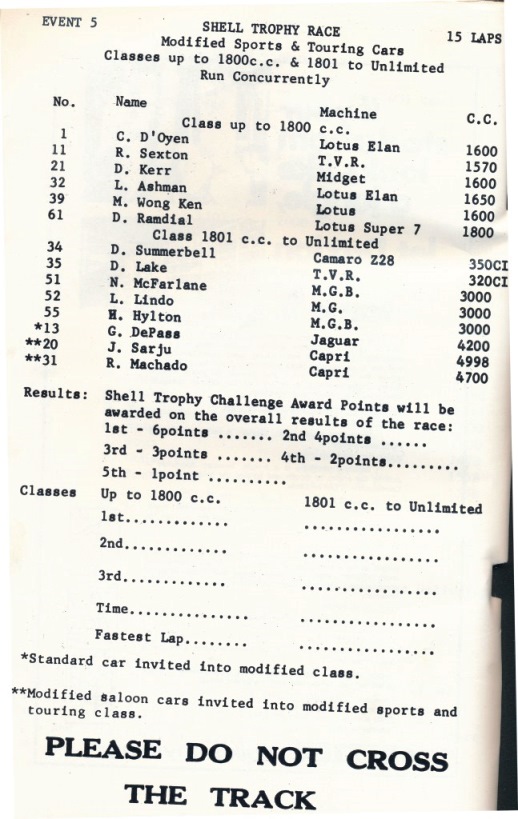 EVENT 5
SHELL TROPHY RACE 15 LAPS
Modified Sports & Touring Cars
Classes up to 1800c.c. & 1801 to Unlimited
Run Concurrently
No. Name Machine C.C.
Class up to 1800 c.c.
1 C. D'Oyen Lotus Elan 1600
11 R. Sexton T.V.R. 1570
21 D. Kerr Midget 1600
32 L. Ashman Lotus Elan 1650
39 M. Wong Ken Lotus 1600
61 D. Ramdial Lotus Super 7 1800
Class 1801 c.c. to Unlimited
34 D. Summerbell Camaro Z28 350CI
35 D. Lake T.V.R. 320CI
51 N. McFarlane M.G.B. 3000
52 L. Lindo M.G. 3000
55 H. Hylton M.G.B. 3000
*13 G. DePass Jaguar 4200
**20 J. Sarju Capri 4998
**31 R. Machado Capri 4700
Results: Shell Trophy Challenge Award Points will be
awarded on the overall results of the race:
1st - 6points ....... 2nd 4points ......
3rd - 3points ....... 4th - 2points.........
5th - 1point ..........
Classes Up to 1800 c.c. 1801 c.c. to Unlimited
1st............. .................
2nd............. .................
3rd............. .................
Time............... .................
Fastest Lap........ .................
*Standard car invited into modified class.
**Modified saloon cars invited into modified sports and
touring class.
PLEASE DO NOT CROSS
THE TRACK